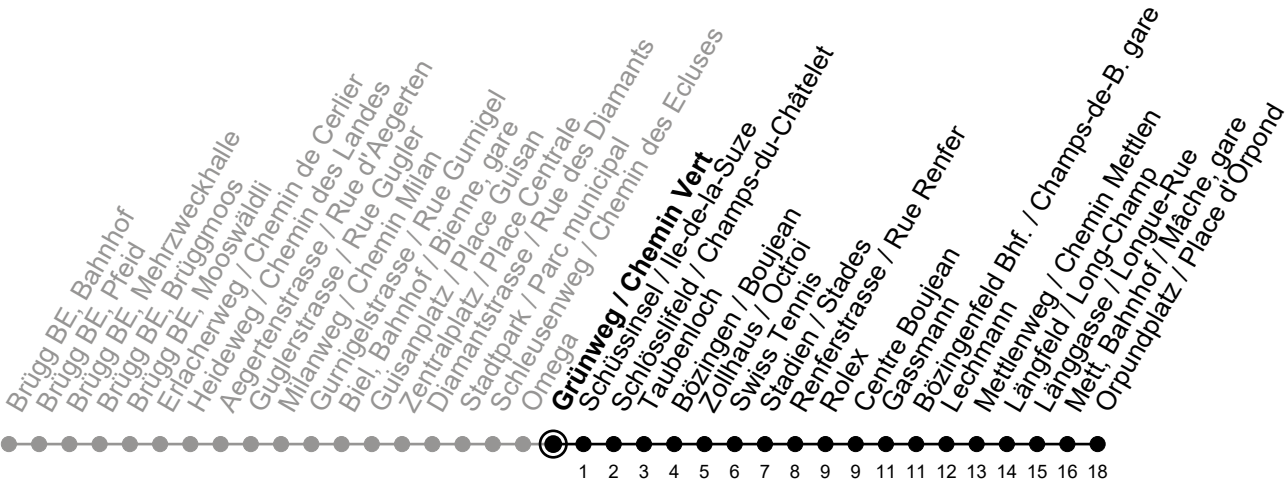 Brügg BE, Bahnhof
Brügg BE, Pfeid
Brügg BE, Mehrzweckhalle
Brügg BE, Brüggmoos
Brügg BE, Mooswäldli
Erlacherweg / Chemin de Cerlier
Heideweg / Chemin des Landes
Aegertenstrasse / Rue d'Aegerten
Guglerstrasse / Rue Gugler
Milanweg / Chemin Milan
Gurnigelstrasse / Rue Gurnigel
Biel, Bahnhof / Bienne, gare
Guisanplatz / Place Guisan
Zentralplatz / Place Centrale
Diamantstrasse / Rue des Diamants
Stadtpark / Parc municipal
Schleusenweg / Chemin des Ecluses
Omega
Grünweg / Chemin Vert
Schüssinsel / Ile-de-la-Suze
Schlösslifeld / Champs-du-Châtelet
Taubenloch
Bözingen / Boujean
Zollhaus / Octroi
Swiss Tennis
Stadien / Stades
Renferstrasse / Rue Renfer
Rolex
Centre Boujean
Gassmann
Bözingenfeld Bhf. / Champs-de-B. gare
Lechmann
Mettlenweg / Chemin Mettlen
Längfeld / Long-Champ
Länggasse / Longue-Rue
Mett, Bahnhof / Mâche, gare
Orpundplatz / Place d'Orpond
1 2 3 4 5 6 7 8 9 9 11 11 12 13 14 15 16 18